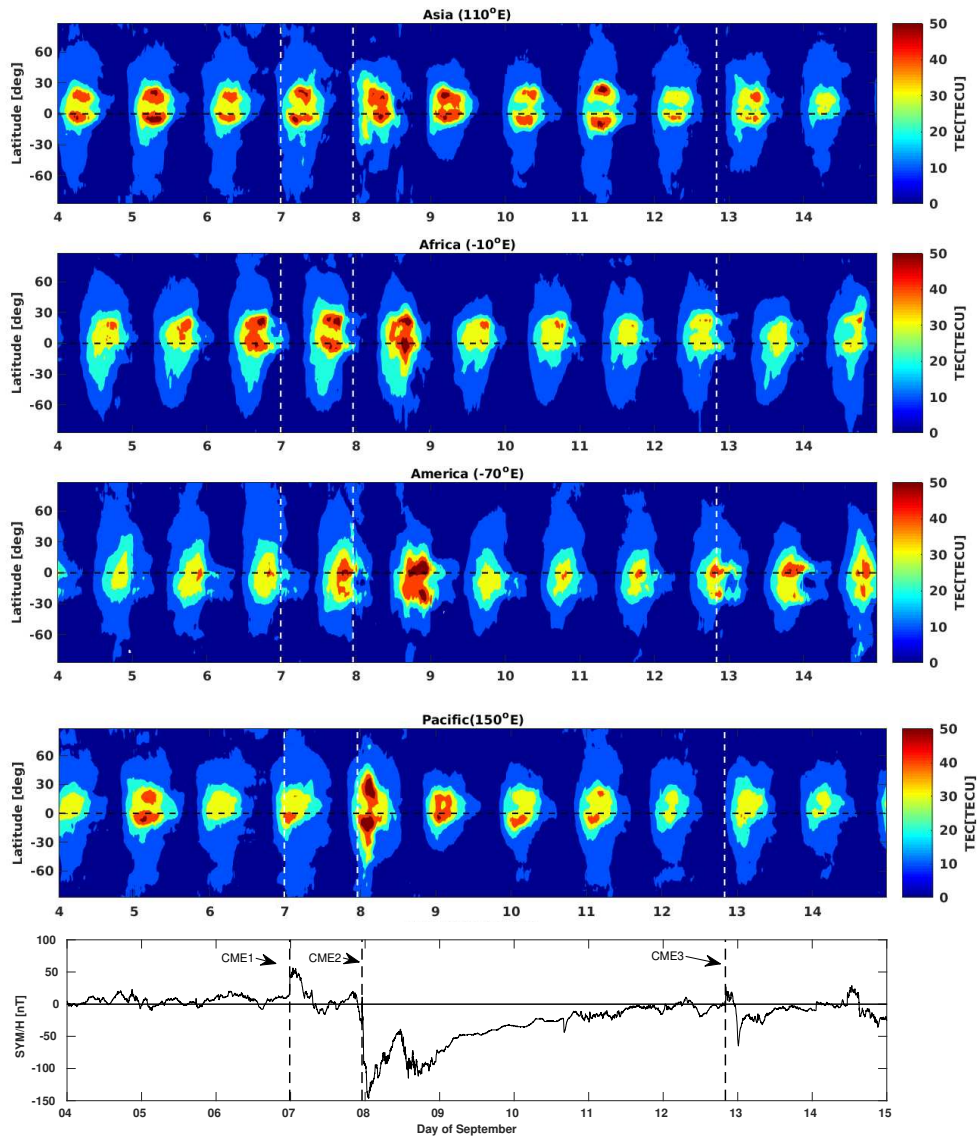 Asia (110°E)
Latitude [deg]
60
30
0
-30
-60
4 5 6 7 8 9 10 11 12 13 14
50
40
30
20
10
0
TEC[TECU]
Africa (-10°E)
Latitude [deg]
60
30
0
-30
-60
4 5 6 7 8 9 10 11 12 13 14
50
40
30
20
10
0
TEC[TECU]
America (-70°E)
Latitude [deg]
60
30
0
-30
-60
4 5 6 7 8 9 10 11 12 13 14
50
40
30
20
10
0
TEC[TECU]
Pacific(150°E)
Latitude [deg]
60
30
0
-30
-60
4 5 6 7 8 9 10 11 12 13 14 15
50
40
30
20
10
0
TEC[TECU]
SYM/H [nT]
100
50
0
-50
-100
-150
CME1 CME2 CME3
04 05 06 07 08 09 10 11 12 13 14 15
Day of September